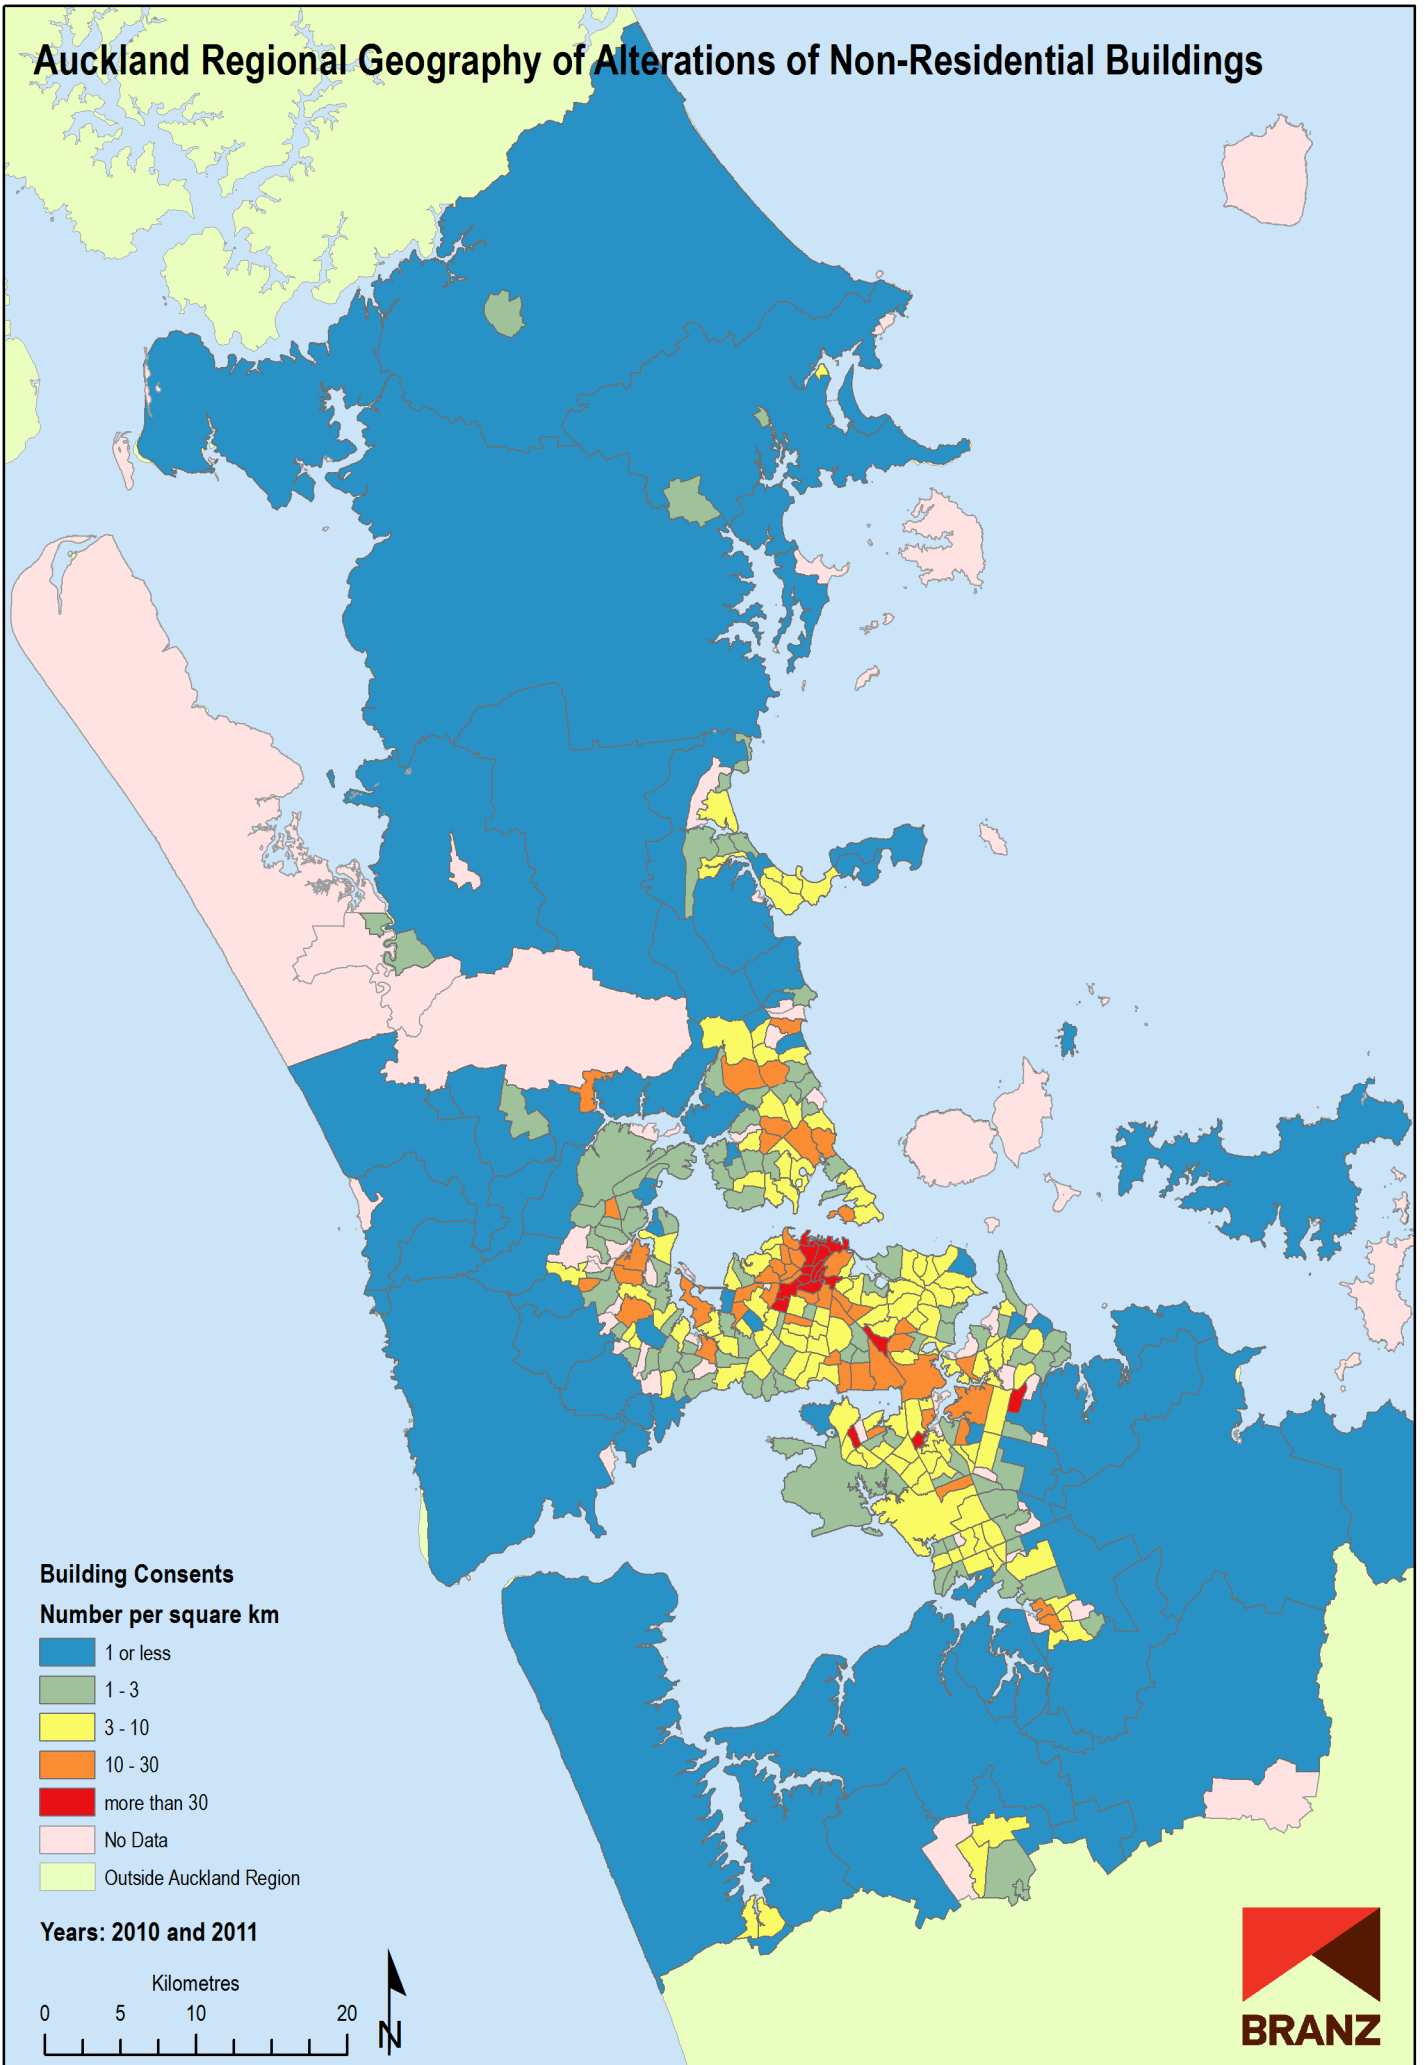 Auckland Regional Geography of Alterations of Non-Residential Buildings
Building Consents
Number per square km
1 or less
1 - 3
3 - 10
10 - 30
more than 30
No Data
Outside Auckland Region
Years: 2010 and 2011
Kilometres
0 5 10 20
N
BRANZ